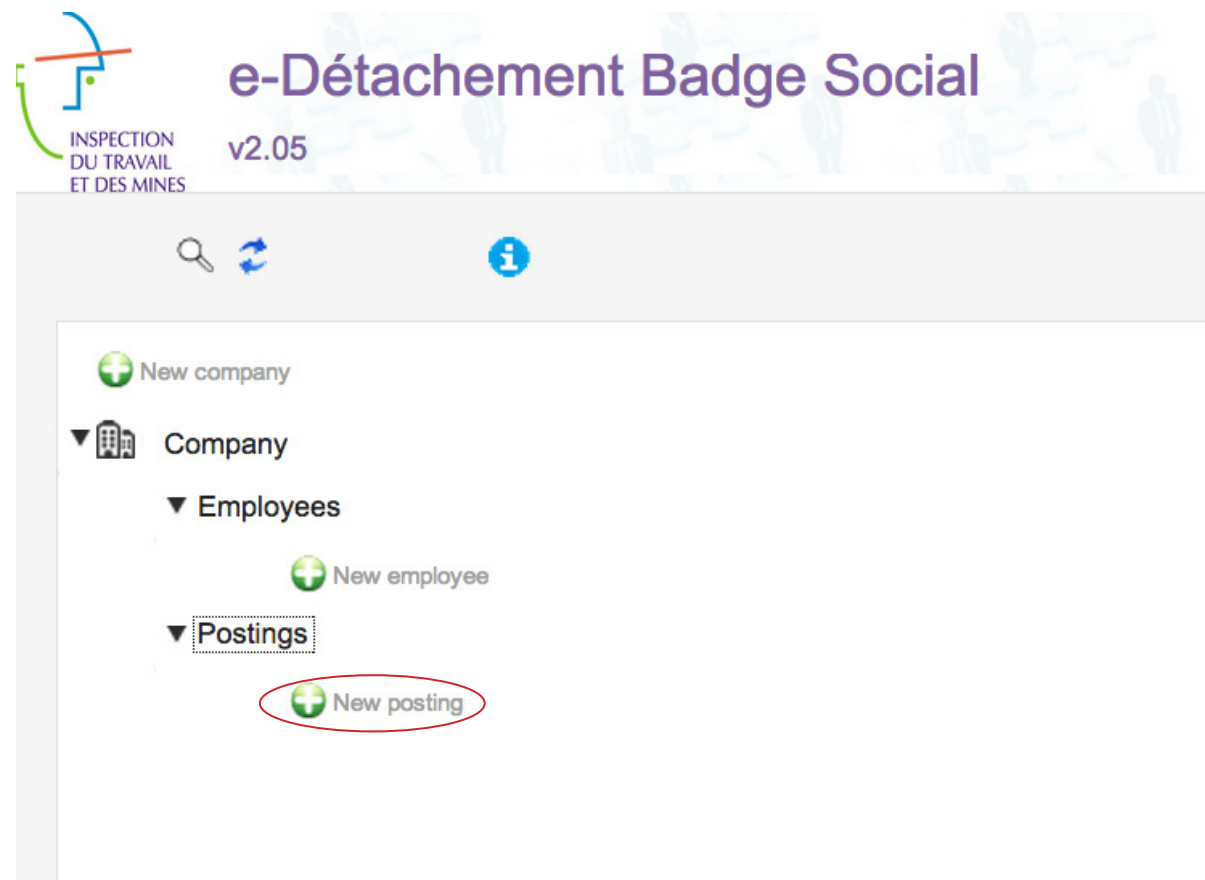 e-Détachement Badge Social
v2.05
INSPECTION
DU TRAVAIL
ET DES MINES
New company
Company
Employees
New employee
Postings
New posting